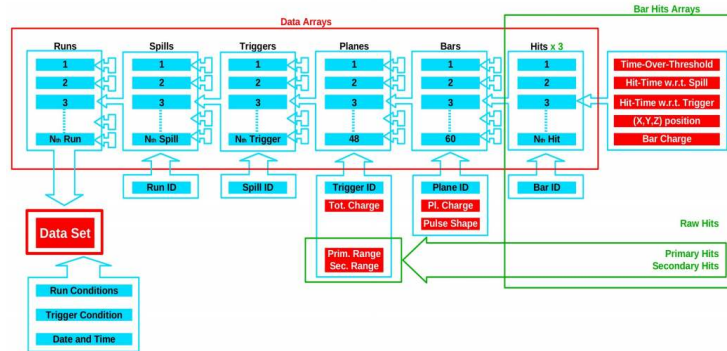 Data Arrays
Bar Hits Arrays
Runs
1
2
3
Nth Run
Spills
1
2
3
Nth Spill
Triggers
1
2
3
Nth Trigger
Planes
1
2
3
48
Bars
1
2
3
60
Hits x 3
1
2
3
Nth Hit
Time-Over-Threshold
Hit-Time w.r.t. Spill
Hit-Time w.r.t. Trigger
(X,Y,Z) position
Bar Charge
Run ID
Spill ID
Trigger ID
Tot. Charge
Prim. Range
Sec. Range
Plane ID
Pl. Charge
Pulse Shape
Bar ID
Raw Hits
Primary Hits
Secondary Hits
Data Set
Run Conditions
Trigger Condition
Date and Time